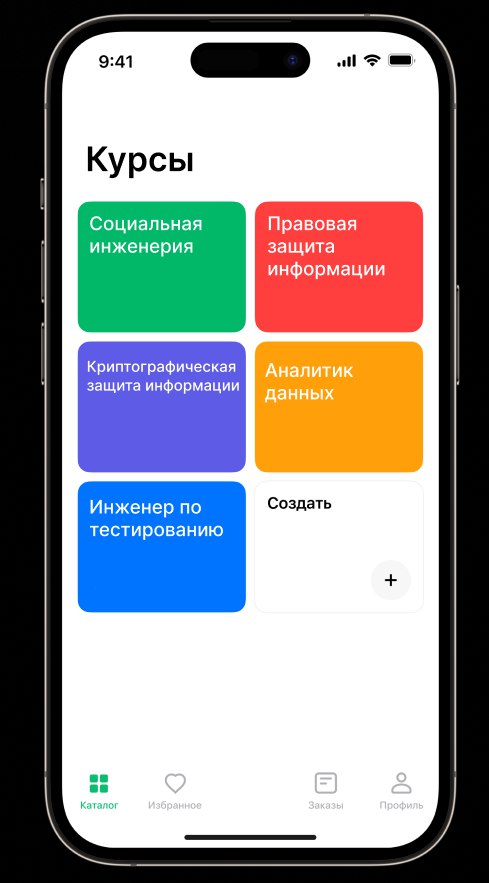 9:41
Курсы
Социальная
инженерия
Правовая
защита
информации
Криптографическая
защита информации
Аналитик
данных
Инженер по
тестированию
Создать
+
Каталог
Избранное
Заказы
Профиль